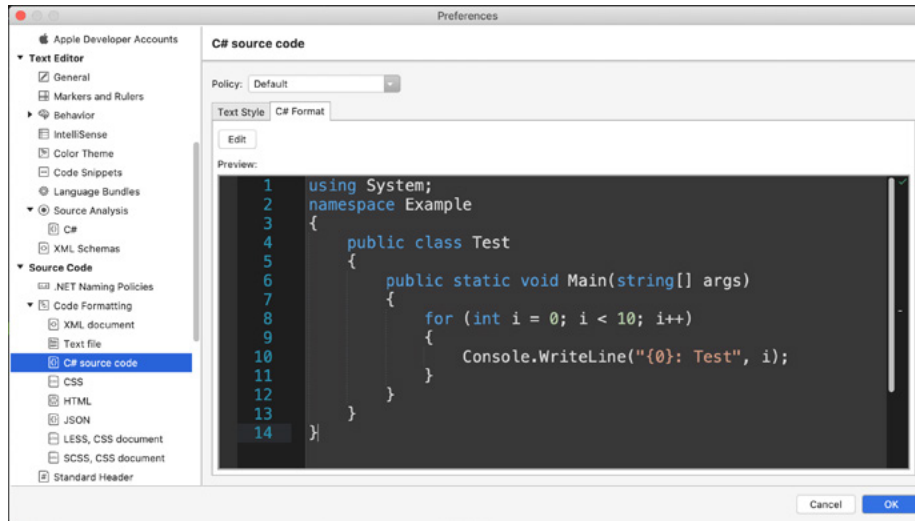 Preferences
Apple Developer Accounts
Text Editor
General
Markers and Rulers
Behavior
IntelliSense
Color Theme
Code Snippets
Language Bundles
Source Analysis
C#
XML Schemas
Source Code
.NET Naming Policies
Code Formatting
XML document
Text file
C# source code
CSS
HTML
JSON
LESS, CSS document
SCSS, CSS document
Standard Header
C# source code
Policy: Default
Text Style C# Format
Edit
Preview:
1 using System;
2 namespace Example
3 {
4 public class Test
5 {
6 public static void Main(string[] args)
7 {
8 for (int i = 0; i < 10; i++)
9 {
10 Console.WriteLine("{0}: Test", i);
11 }
12 }
13 }
14 }
Cancel OK